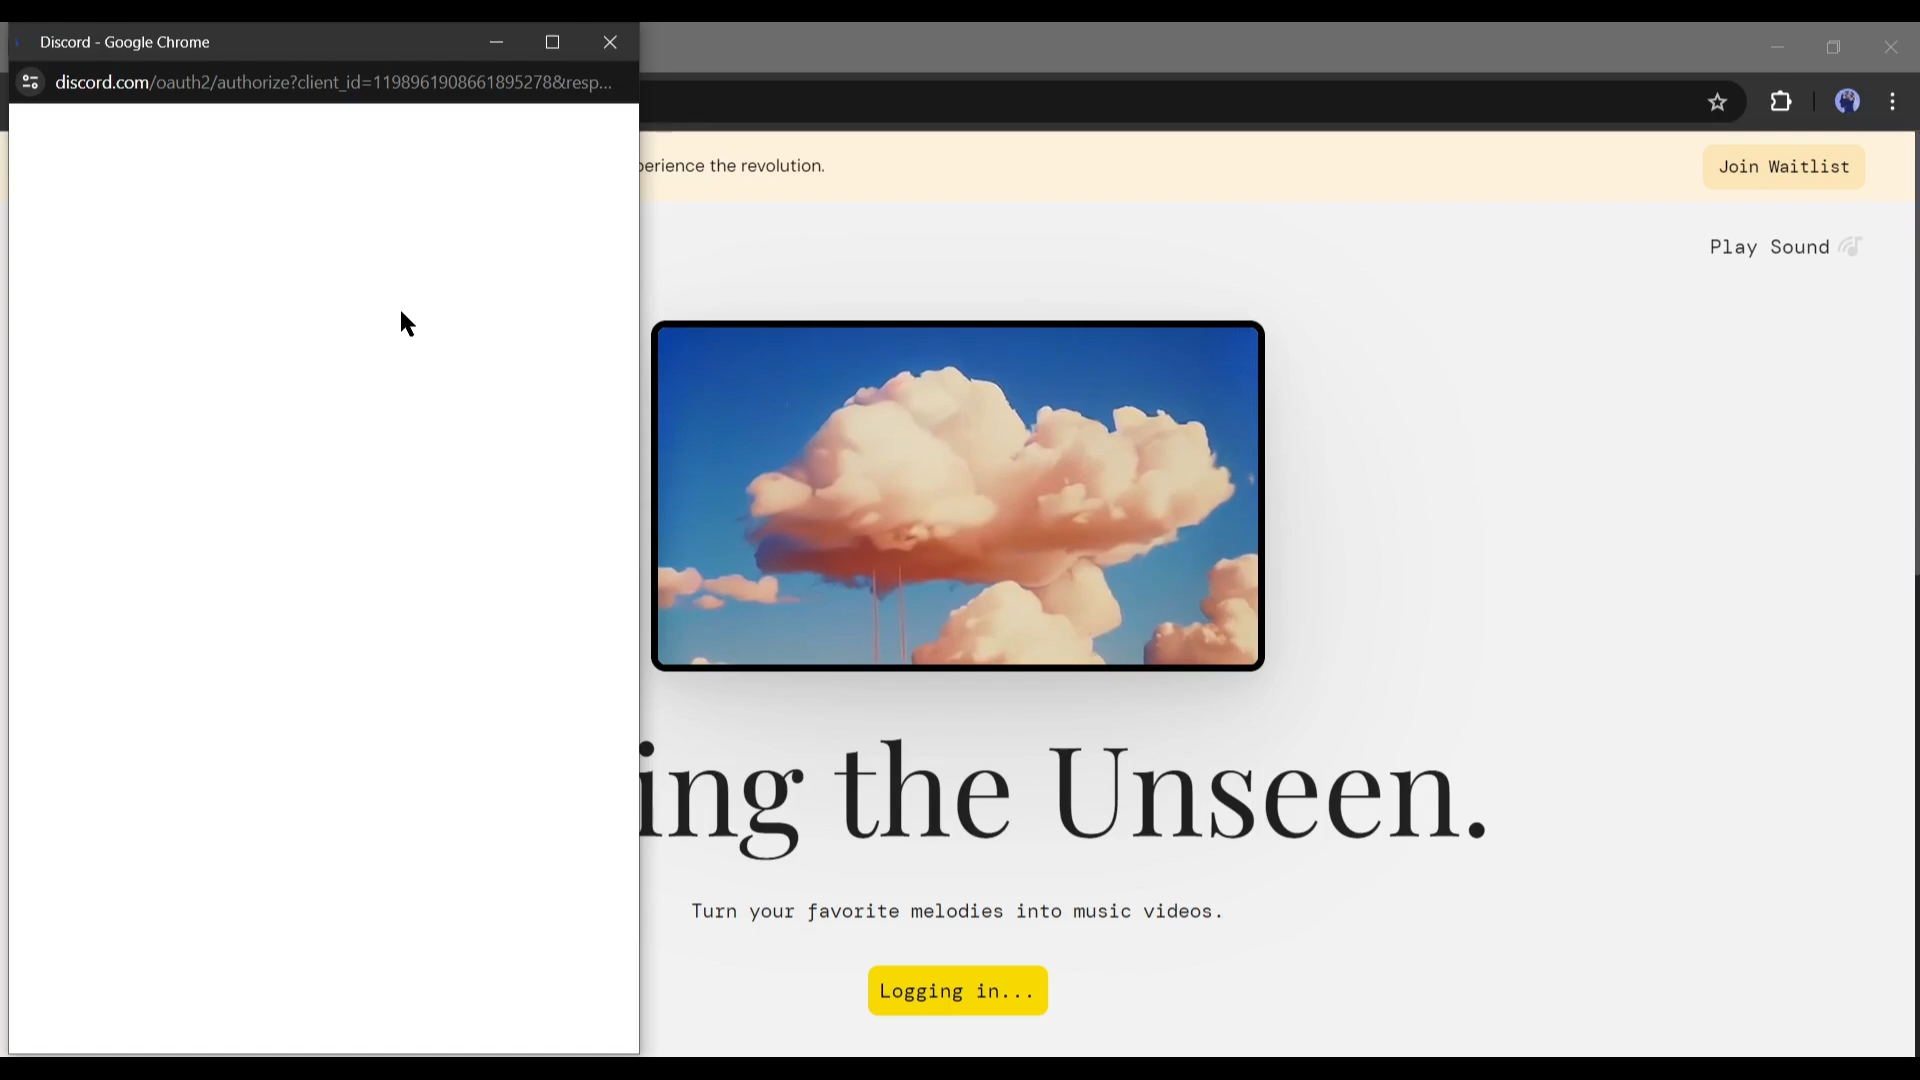 Discord - Google Chrome
discord.com/oauth2/authorize?client_id=1198961908661895278&resp...
perience the revolution.
Join Waitlist
Play Sound
ing the Unseen.
Turn your favorite melodies into music videos.
Logging in...